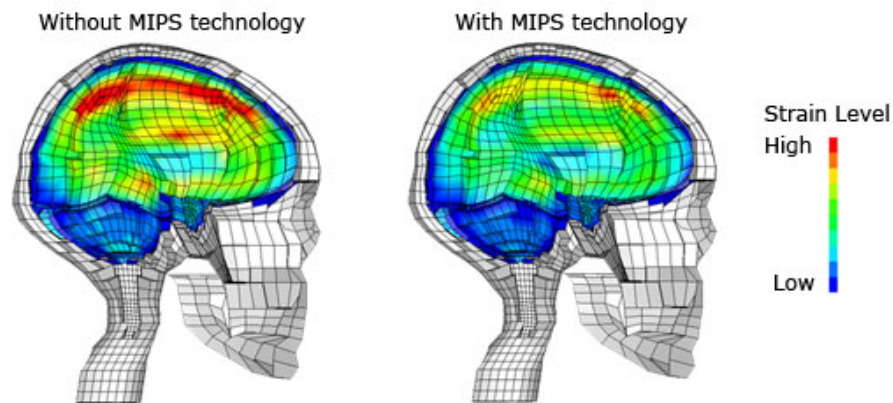 Without MIPS technology
With MIPS technology
Strain Level
High
Low